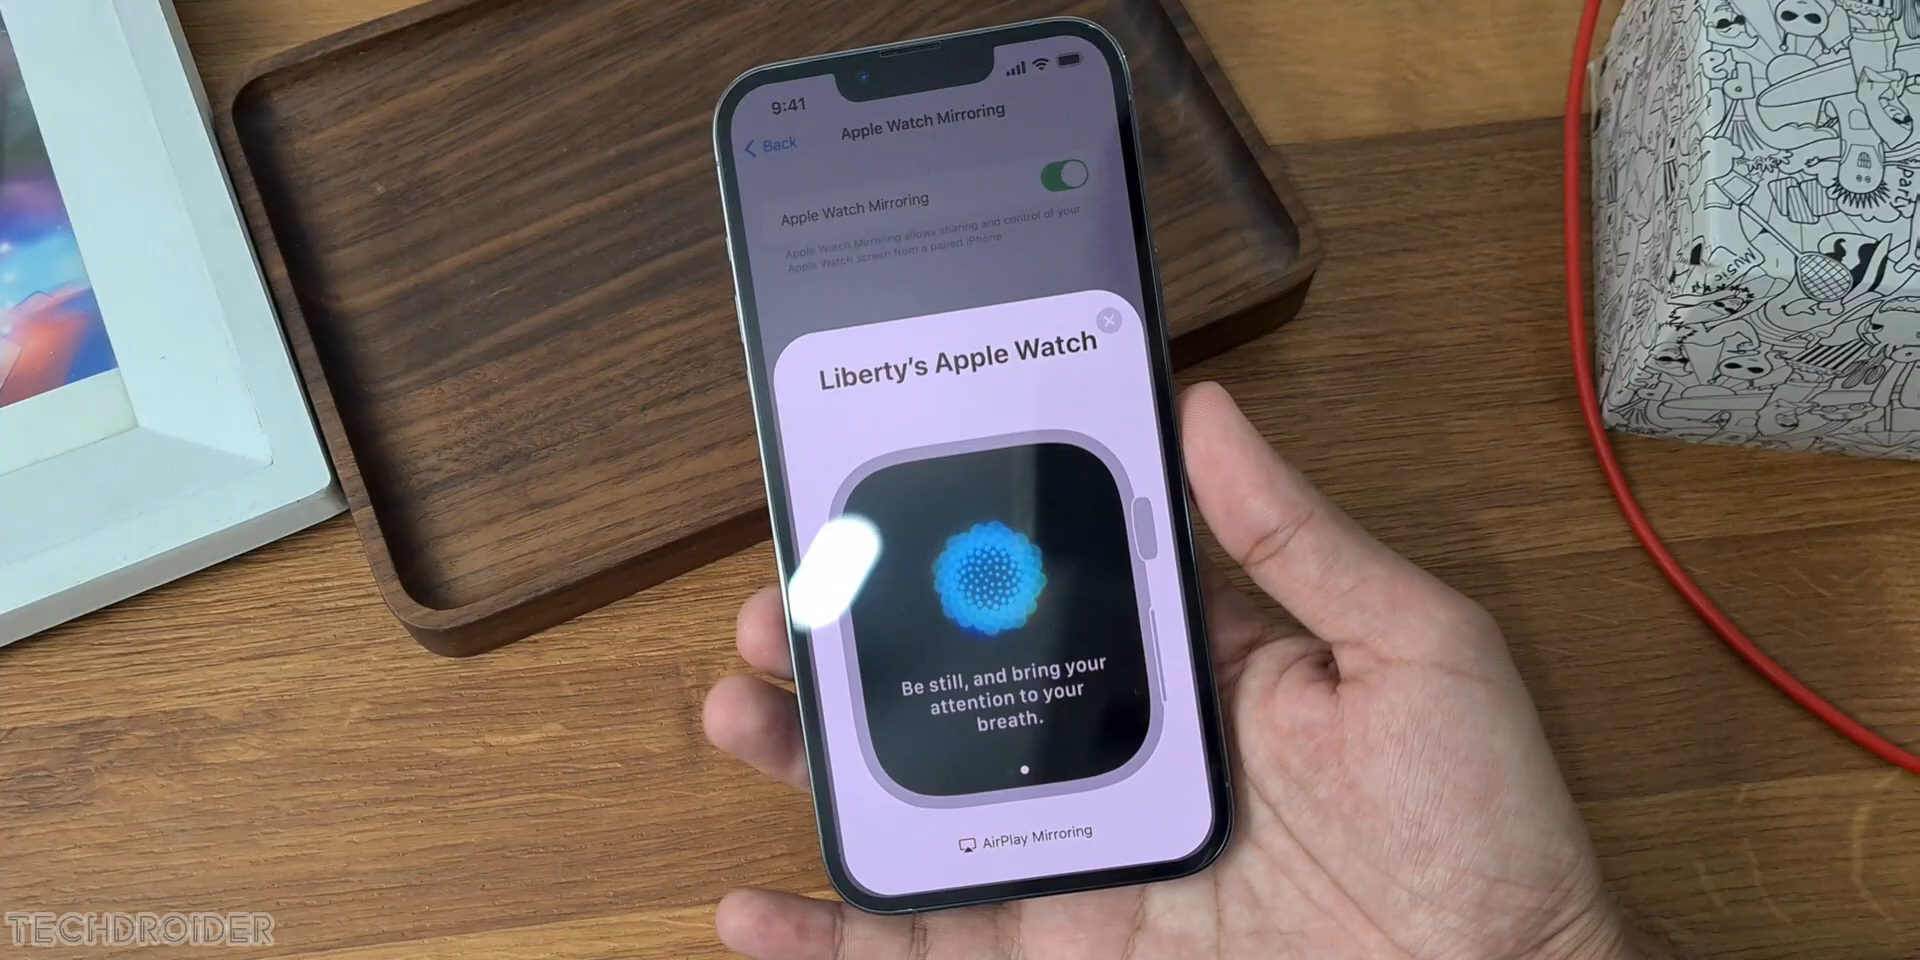 9:41
Back
Apple Watch Mirroring
Apple Watch Mirroring
Apple Watch Mirroring allows sharing and control of your
Apple Watch screen from a paired iPhone
Liberty's Apple Watch
Be still, and bring your
attention to your
breath.
AirPlay Mirroring
Music
TECHDROIDER